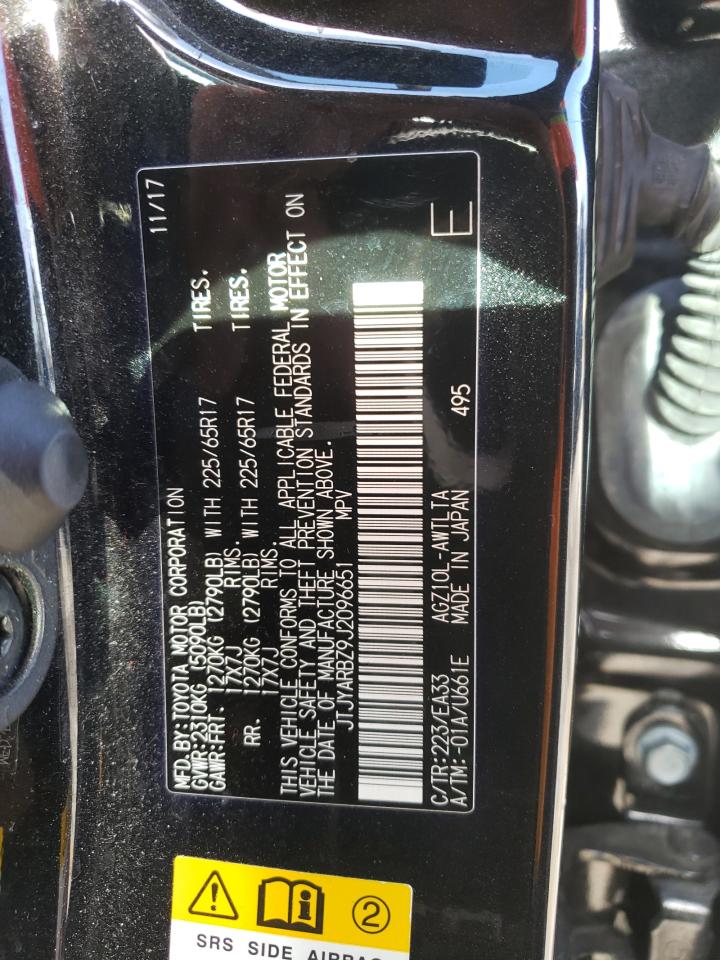 MFD.BY:TOYOTA MOTOR CORPORATION 11/17
GVWR:2310KG (5090LB)
GAWR:FRT. 1270KG (2790LB) WITH 225/65R17 TIRES.
17X7J RIMS.
RR. 1270KG (2790LB) WITH 225/65R17 TIRES.
17X7J RIMS.
THIS VEHICLE CONFORMS TO ALL APPLICABLE FEDERAL MOTOR
VEHICLE SAFETY AND THEFT PREVENTION STANDARDS IN EFFECT ON
THE DATE OF MANUFACTURE SHOWN ABOVE.
JTJYARBZ9J2096651 MPV
C/TR:223/EA33 AGZ10L-AWTLTA E
A/TM:-01A/U661E MADE IN JAPAN 495
2
SRS SIDE AIRBAG